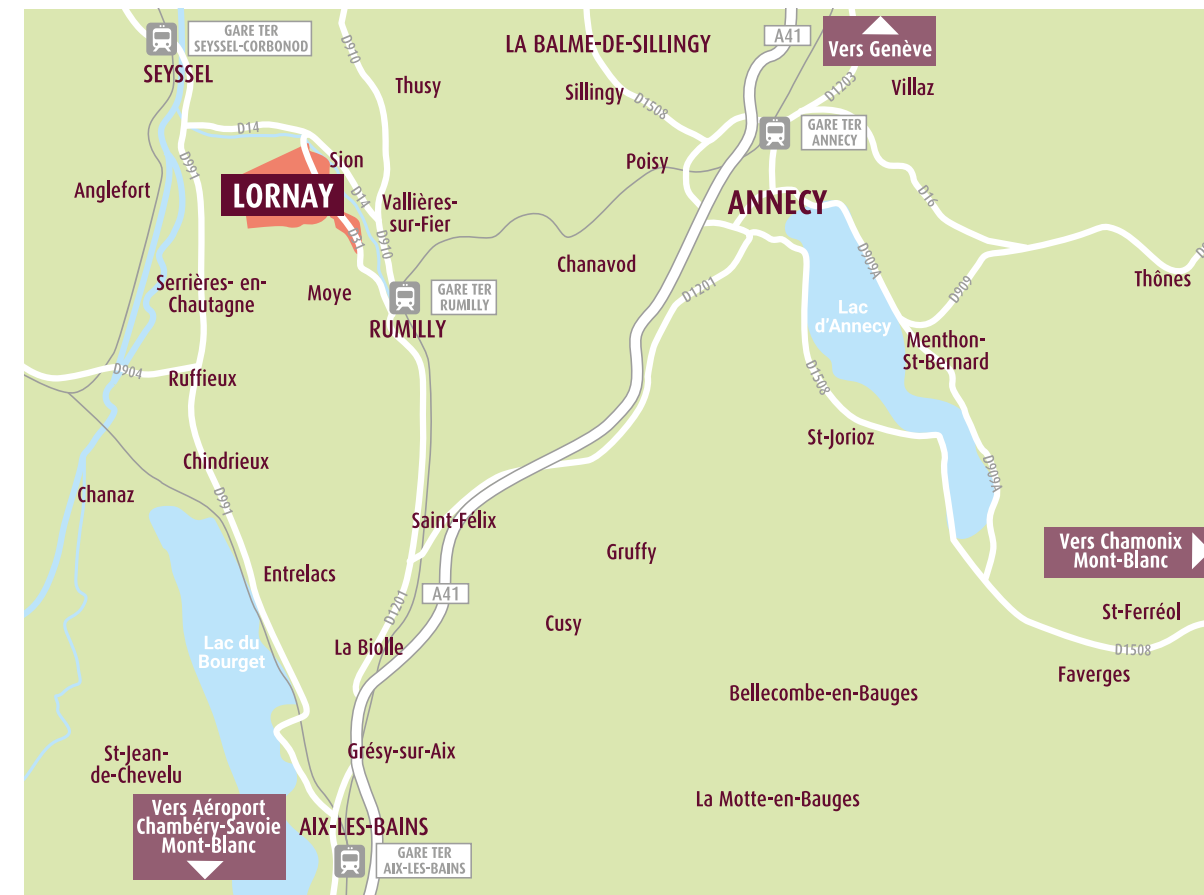 GARE TER
SEYSSEL-CORBONOD
SEYSSEL
D910
LA BALME-DE-SILLINGY
A41
Vers Genève
Thusy
Sillingy
D1508
D1203
Villaz
D14
GARE TER
ANNECY
D991
Sion
Poisy
Anglefort
LORNAY
D14
Vallières-
sur-Fier
ANNECY
D16
D31
D910
D909A
Chanavod
Thônes
Serrières- en-
Chautagne
Moye
GARE TER
RUMILLY
D1201
D909
RUMILLY
Lac
d'Annecy
Menthon-
St-Bernard
D904
Ruffieux
D1508
St-Jorioz
Chindrieux
D909A
Chanaz
D991
Saint-Félix
Gruffy
Vers Chamonix
Mont-Blanc
Entrelacs
A41
D1201
Cusy
St-Ferréol
Lac du
Bourget
La Biolle
D1508
Faverges
Bellecombe-en-Bauges
St-Jean-
de-Chevelu
Grésy-sur-Aix
La Motte-en-Bauges
Vers Aéroport
Chambéry-Savoie
Mont-Blanc
AIX-LES-BAINS
GARE TER
AIX-LES-BAINS